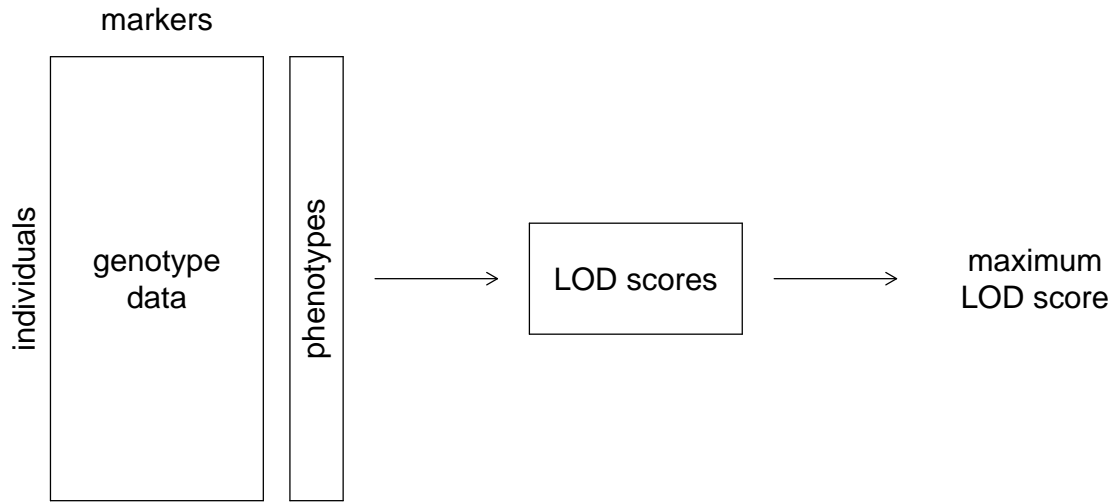 markers
individuals
genotype
data
phenotypes
LOD scores
maximum
LOD score